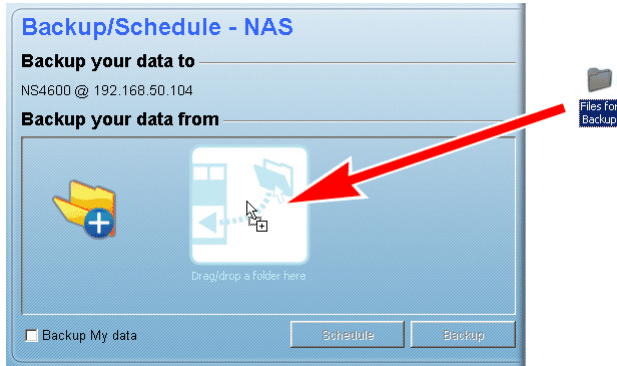 Backup/Schedule - NAS
Backup your data to
NS4600 @ 192.168.50.104
Backup your data from
Files for
Backup
Drag/drop a folder here
Backup My data
Schedule
Backup